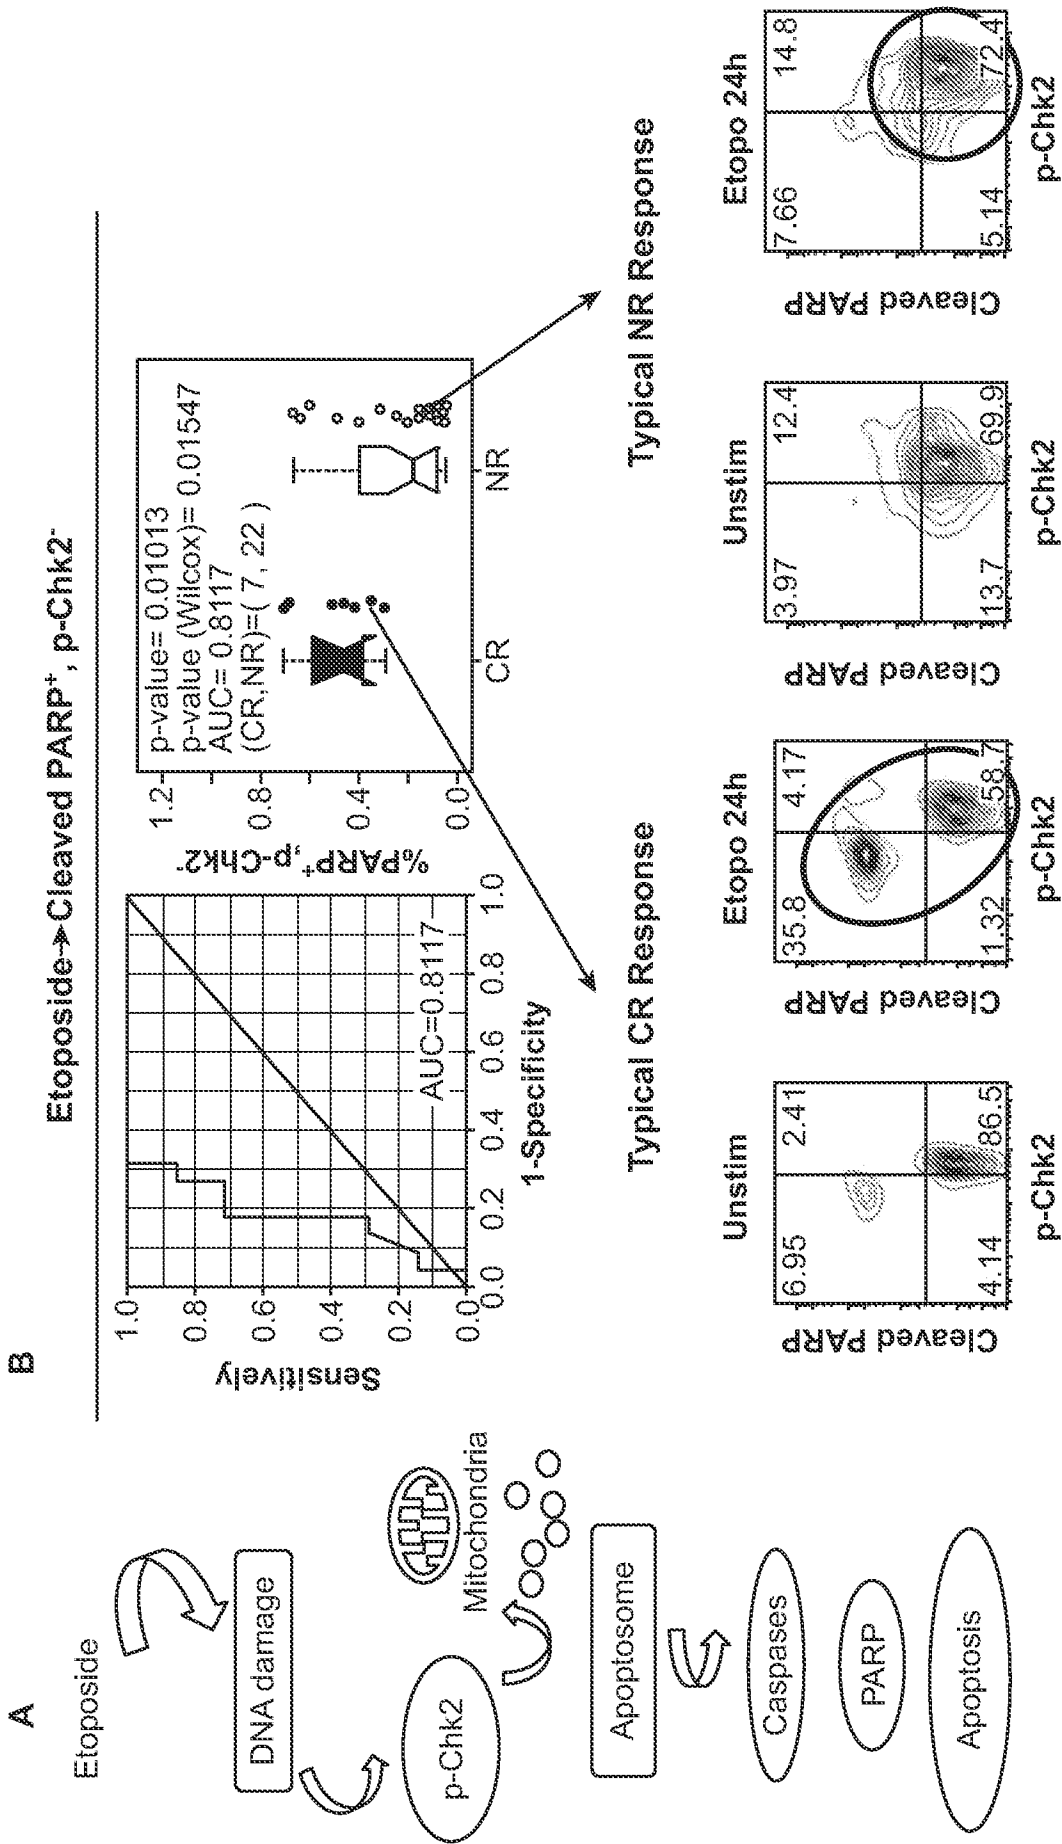 A
Etoposide
DNA damage
p-Chk2
Mitochondria
Apoptosome
Caspases
PARP
Apoptosis
B
Etoposide→Cleaved PARP+, p-Chk2-
Sensitively
1.0
0.8
0.6
0.4
0.2
0.0
0.0
0.2
0.4
0.6
0.8
1.0
AUC=0.8117
1-Specificity
%PARP+,p-Chk2-
1.2
0.8
0.4
0.0
p-value= 0.01013
p-value (Wilcox)= 0.01547
AUC= 0.8117
(CR,NR)=( 7, 22 )
CR
NR
Typical CR Response
Typical NR Response
Unstim
6.95
2.41
4.14
86.5
Cleaved PARP
p-Chk2
Etopo 24h
35.8
4.17
1.32
58.7
Cleaved PARP
p-Chk2
Unstim
3.97
12.4
13.7
69.9
Cleaved PARP
p-Chk2
Etopo 24h
7.66
14.8
5.14
72.4
Cleaved PARP
p-Chk2